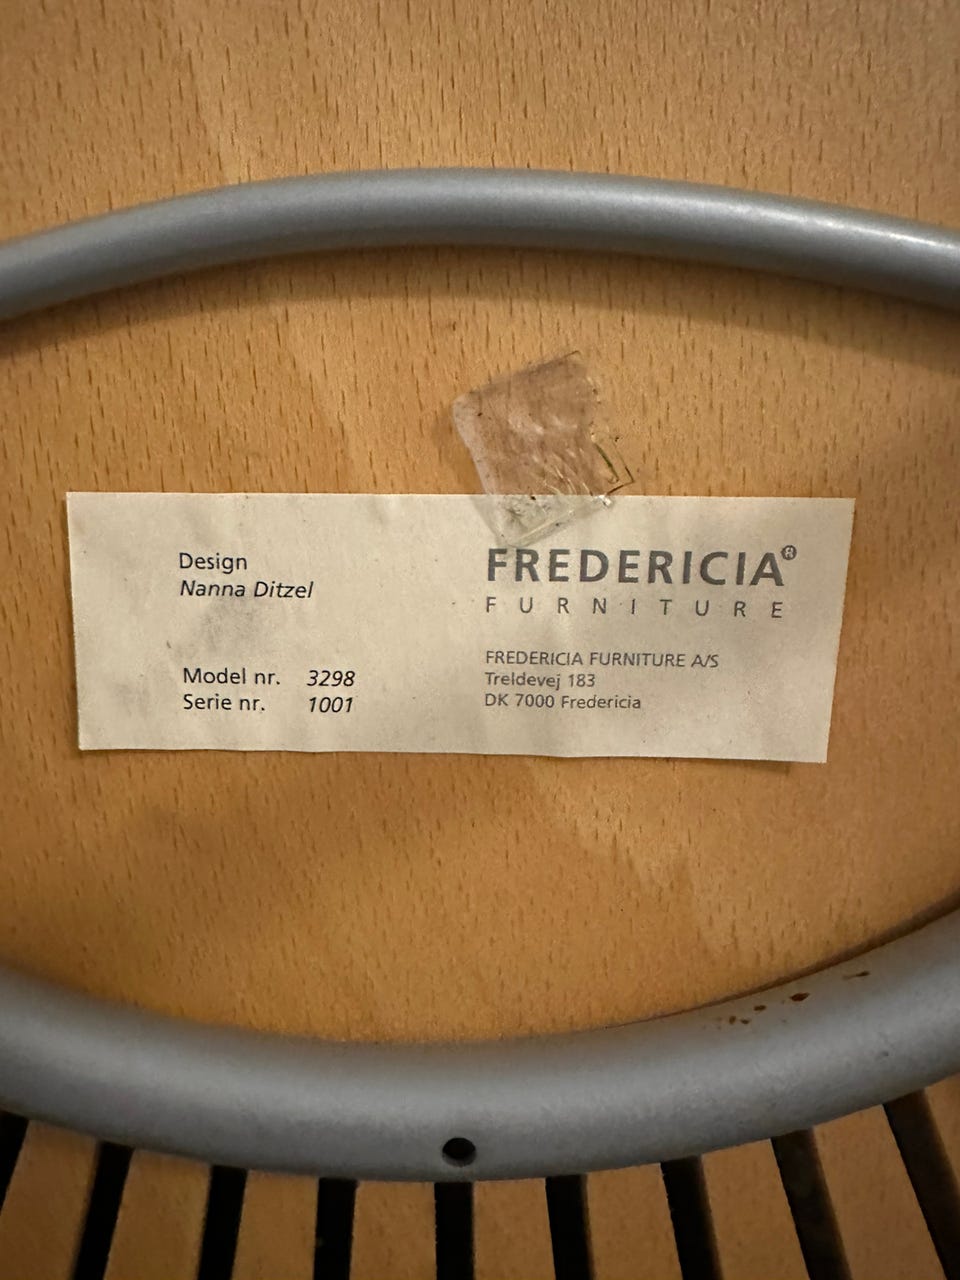 Design
Nanna Ditzel
Model nr. 3298
Serie nr. 1001
FREDERICIA®
FURNITURE
FREDERICIA FURNITURE A/S
Treldevej 183
DK 7000 Fredericia